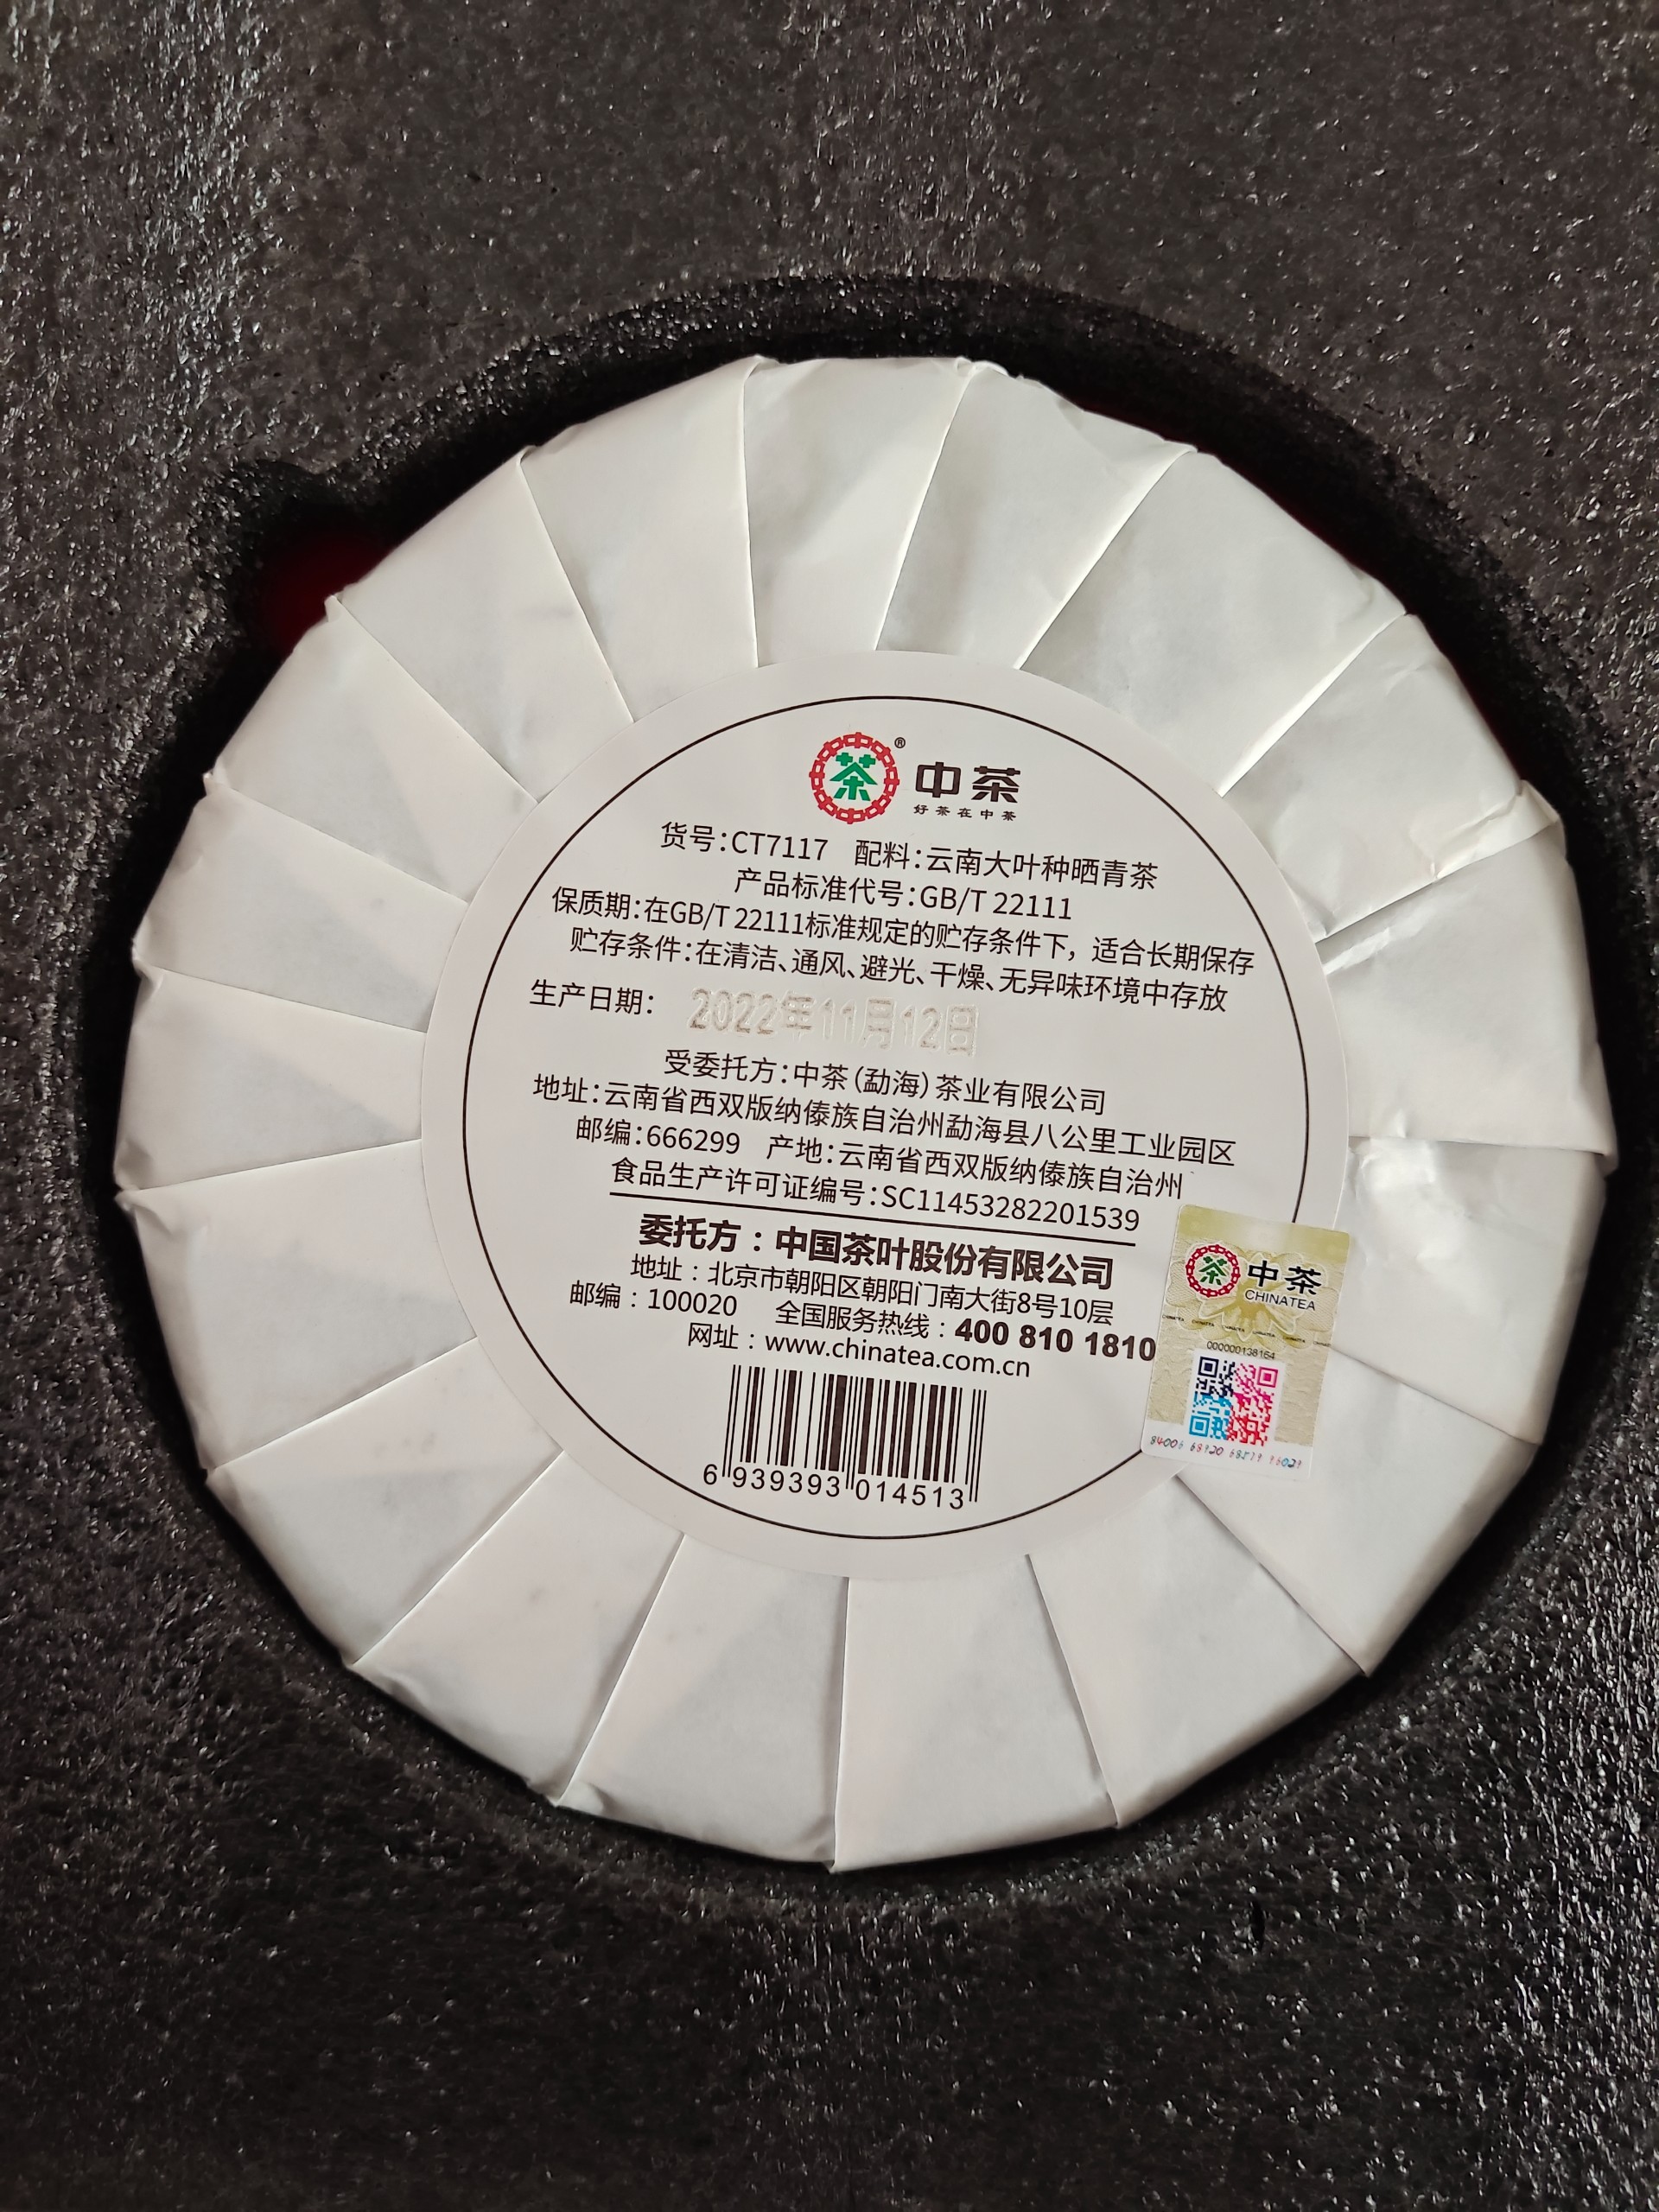 茶
®
中茶
好茶在中茶
货号:CT7117 配料:云南大叶种晒青茶
产品标准代号:GB/T 22111
保质期:在GB/T 22111标准规定的贮存条件下，适合长期保存
贮存条件:在清洁、通风、避光、干燥、无异味环境中存放
生产日期: 2022年11月12日
受委托方:中茶(勐海)茶业有限公司
地址:云南省西双版纳傣族自治州勐海县八公里工业园区
邮编:666299 产地:云南省西双版纳傣族自治州
食品生产许可证编号:SC11453282201539
委托方：中国茶叶股份有限公司
地址：北京市朝阳区朝阳门南大街8号10层
邮编：100020 全国服务热线：400 810 1810
网址：www.chinatea.com.cn
6 939393 014513
茶 中茶
CHINATEA
000000138164